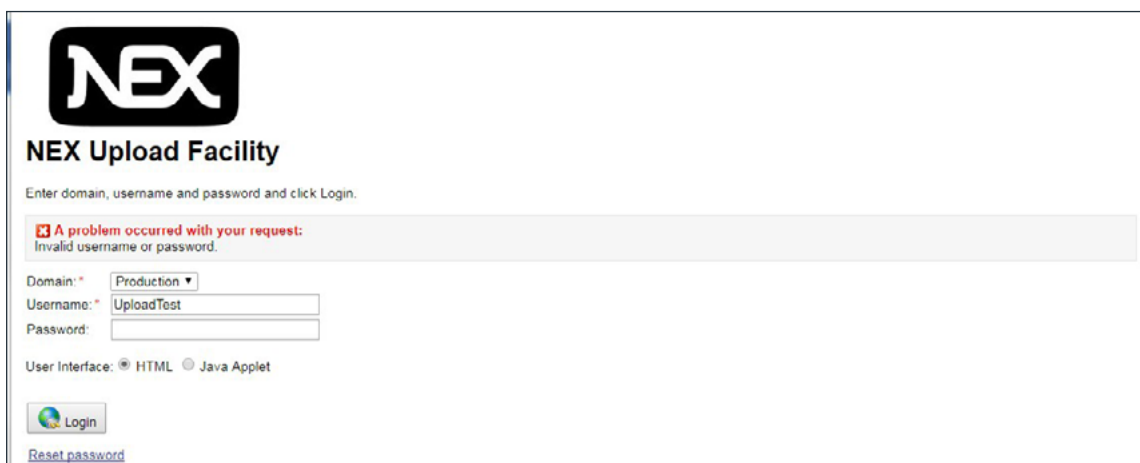 NEX
NEX Upload Facility
Enter domain, username and password and click Login.
A problem occurred with your request:
Invalid username or password.
Domain: * Production
Username: * UploadTest
Password:
User Interface: HTML Java Applet
Login
Reset password